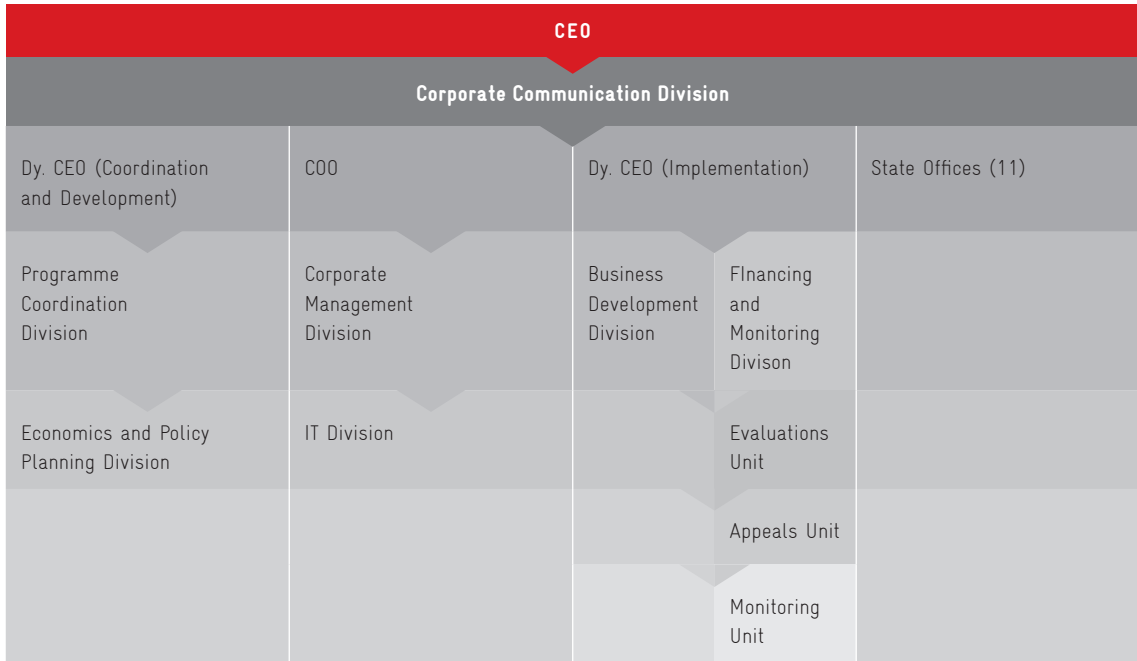 CEO
Corporate Communication Division
Dy. CEO (Coordination
and Development)
COO
Dy. CEO (Implementation)
State Offices (11)
Programme
Coordination
Division
Corporate
Management
Division
Business
Development
Division
FInancing
and
Monitoring
Divison
Economics and Policy
Planning Division
IT Division
Evaluations
Unit
Appeals Unit
Monitoring
Unit